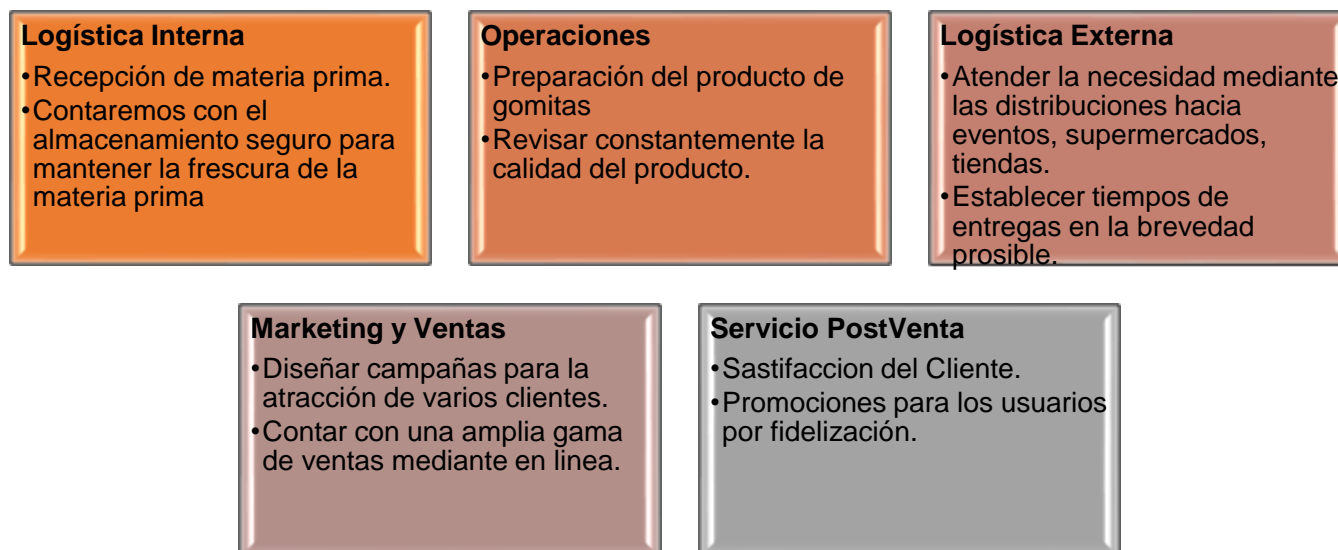 Logística Interna
•Recepción de materia prima.
•Contaremos con el
almacenamiento seguro para
mantener la frescura de la
materia prima
Operaciones
•Preparación del producto de
gomitas
•Revisar constantemente la
calidad del producto.
Logística Externa
•Atender la necesidad mediante
las distribuciones hacia
eventos, supermercados,
tiendas.
•Establecer tiempos de
entregas en la brevedad
prosible.
Marketing y Ventas
•Diseñar campañas para la
atracción de varios clientes.
•Contar con una amplia gama
de ventas mediante en linea.
Servicio PostVenta
•Sastifaccion del Cliente.
•Promociones para los usuarios
por fidelización.